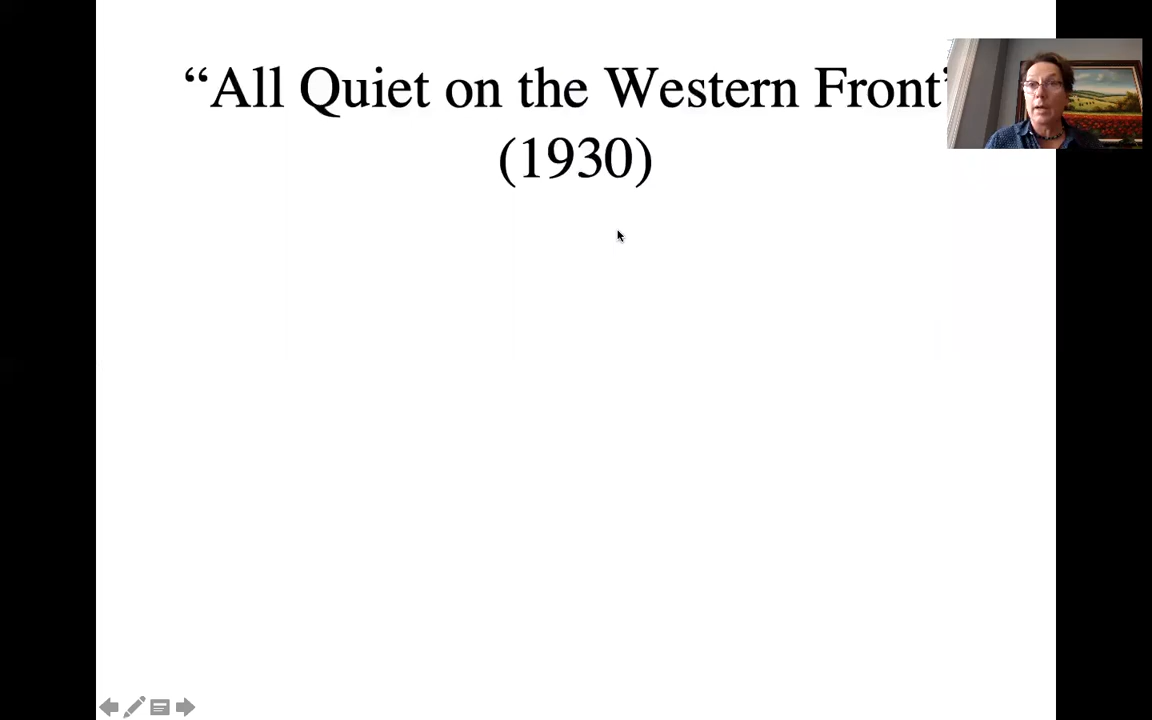 “All Quiet on the Western Front”
(1930)